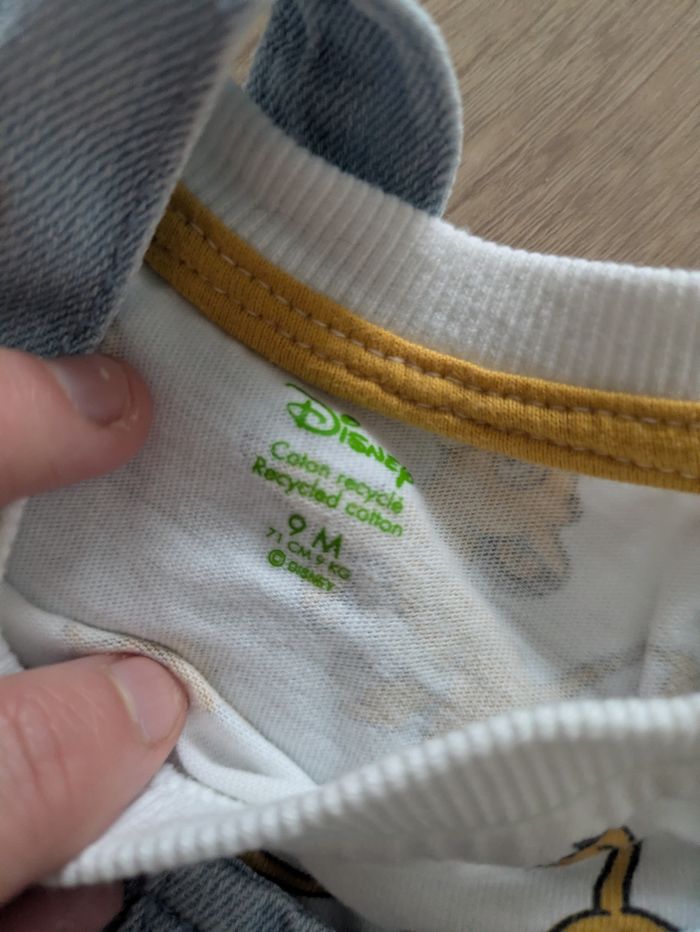 Disney
Coton recyclé
Recycled cotton
9 M
71 CM 9 KG
© DISNEY